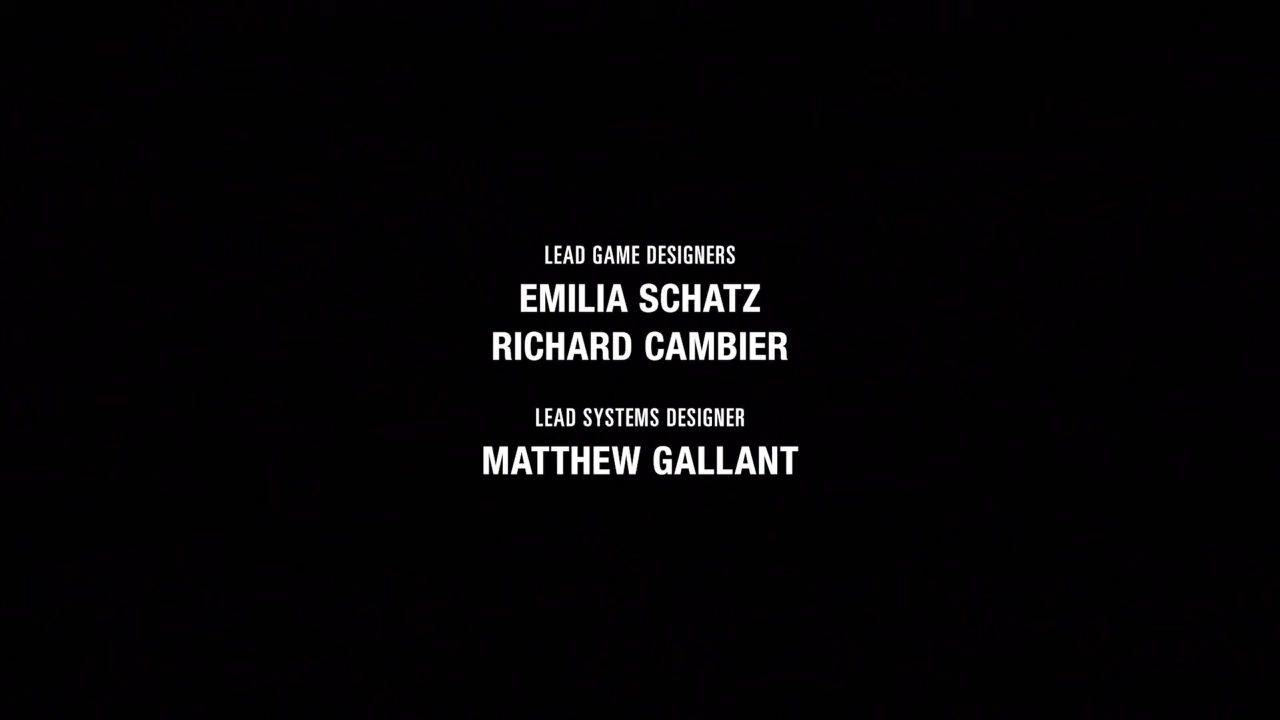 LEAD GAME DESIGNERS
EMILIA SCHATZ
RICHARD CAMBIER
LEAD SYSTEMS DESIGNER
MATTHEW GALLANT